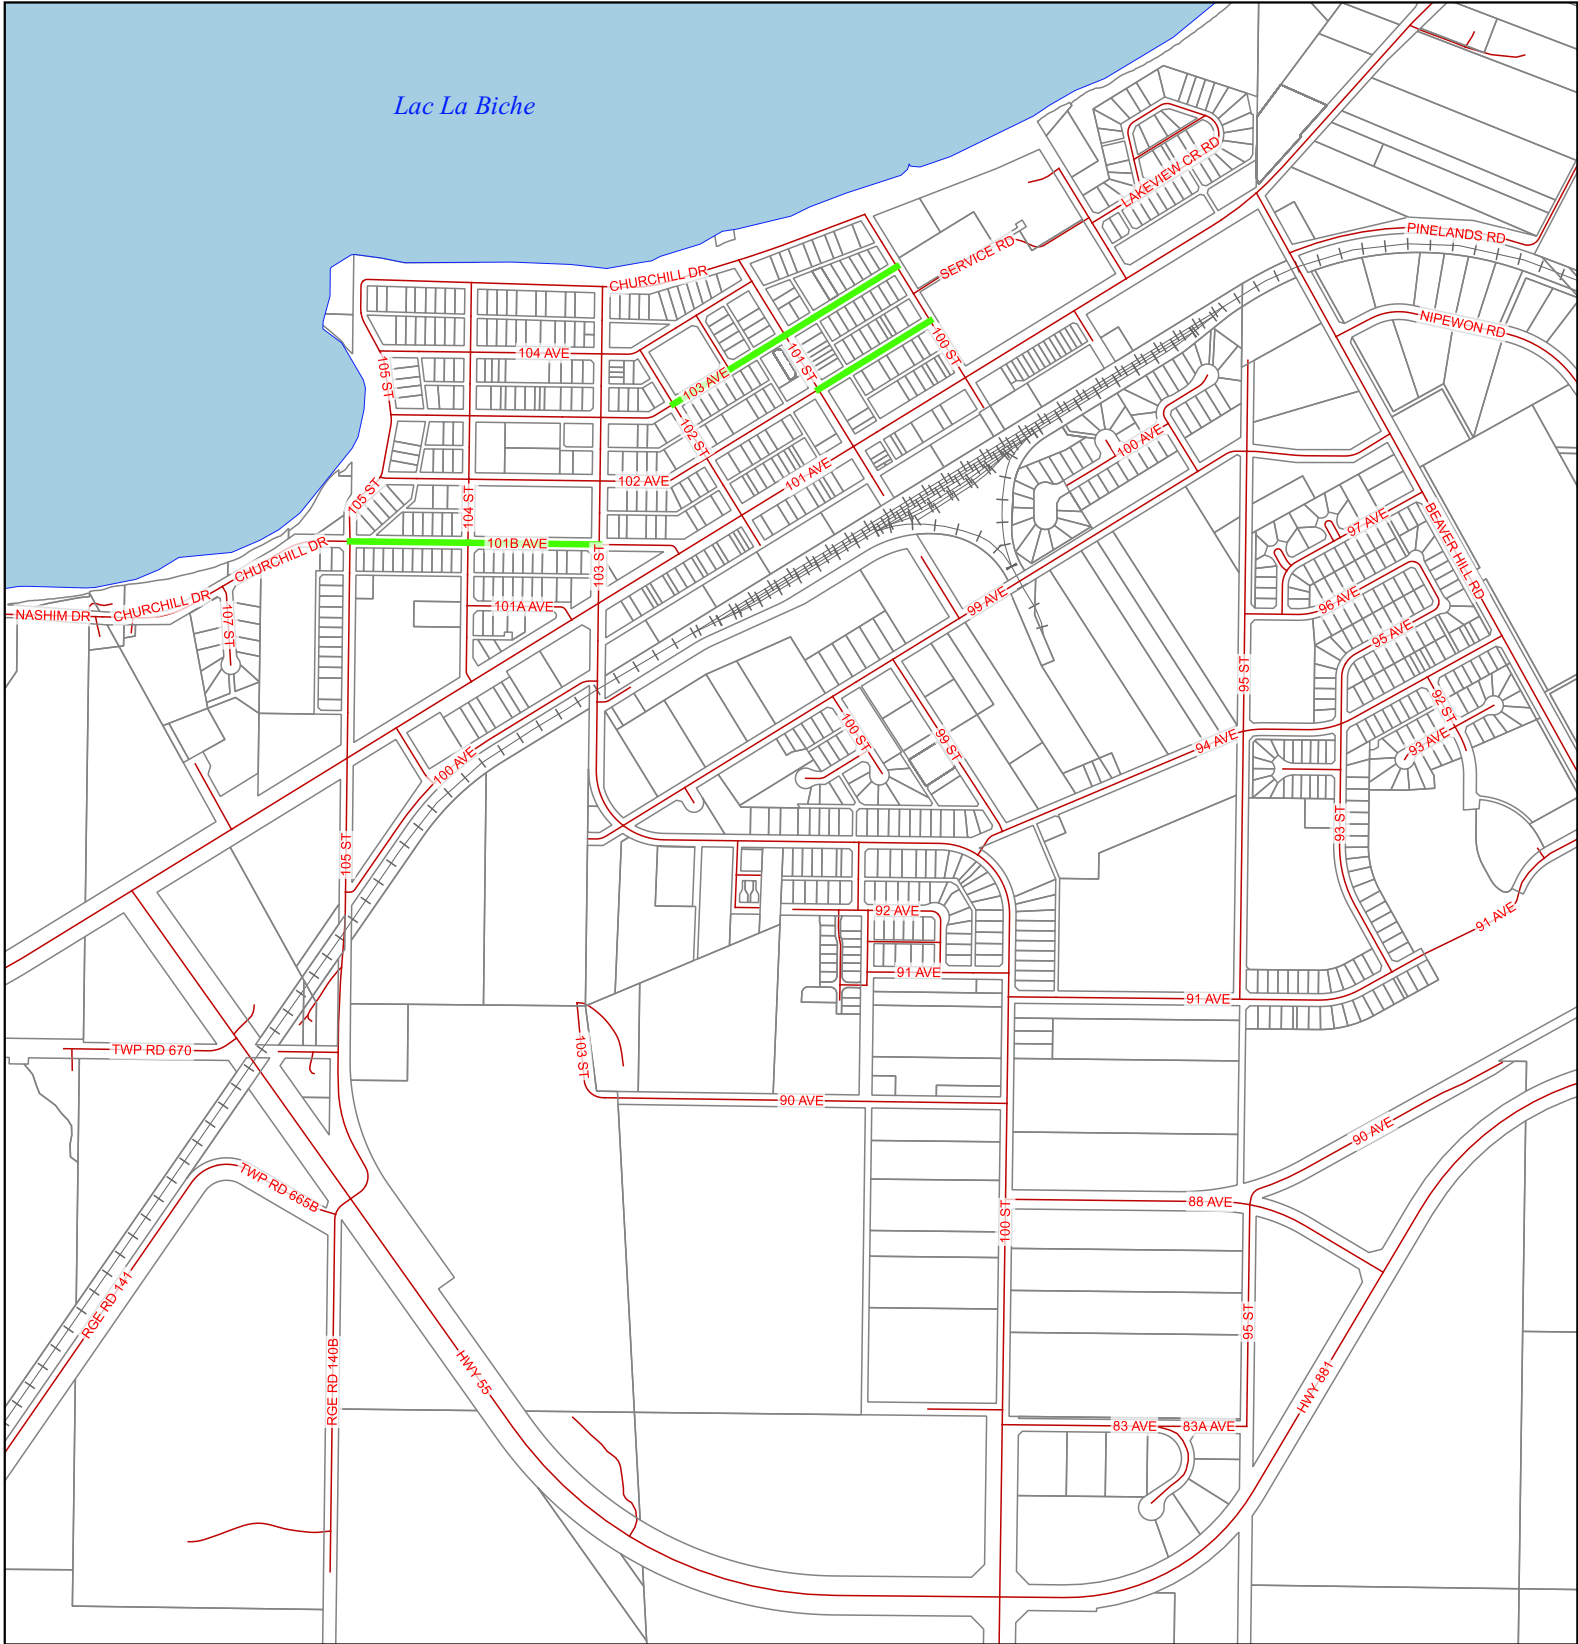 Lac La Biche
LAKEVIEW CR RD
PINELANDS RD
SERVICE RD
CHURCHILL DR
NIPEWON RD
104 AVE
101 ST
100 ST
105 ST
103 AVE
102 ST
100 AVE
101 AVE
102 AVE
105 ST
104 ST
BEAVER HILL RD
97 AVE
101B AVE
CHURCHILL DR
103 ST
99 AVE
96 AVE
101A AVE
CHURCHILL DR
NASHIM DR
107 ST
95 AVE
95 ST
92 ST
100 ST
99 ST
94 AVE
93 AVE
100 AVE
93 ST
105 ST
92 AVE
91 AVE
91 AVE
91 AVE
TWP RD 670
103 ST
90 AVE
90 AVE
TWP RD 665B
88 AVE
100 ST
RGE RD 141
95 ST
RGE RD 140B
HWY 55
HWY 881
83 AVE
83A AVE